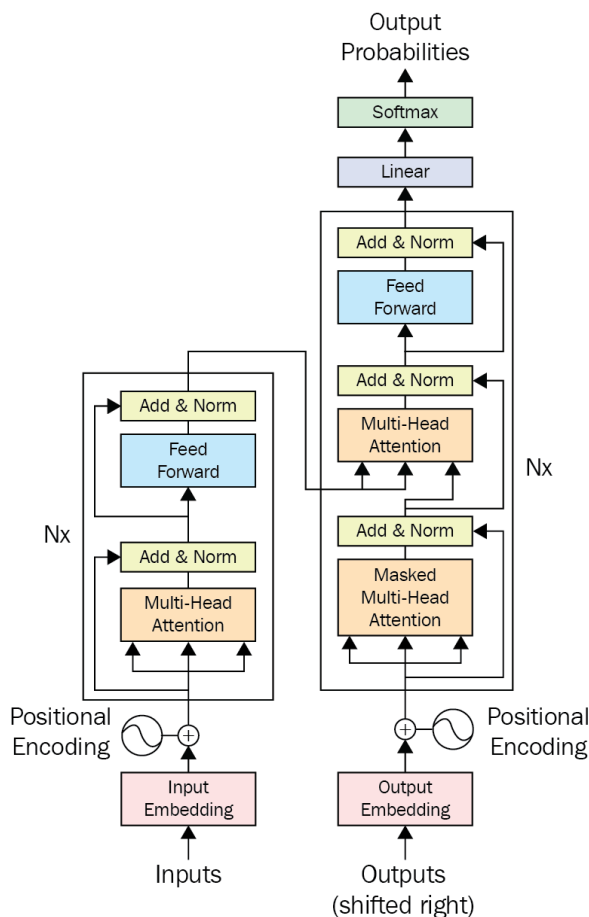 Output
Probabilities
Softmax
Linear
Add & Norm
Feed
Forward
Add & Norm
Multi-Head
Attention
Nx
Add & Norm
Masked
Multi-Head
Attention
Add & Norm
Feed
Forward
Nx
Add & Norm
Multi-Head
Attention
Positional
Encoding
Positional
Encoding
Input
Embedding
Output
Embedding
Inputs
Outputs
(shifted right)